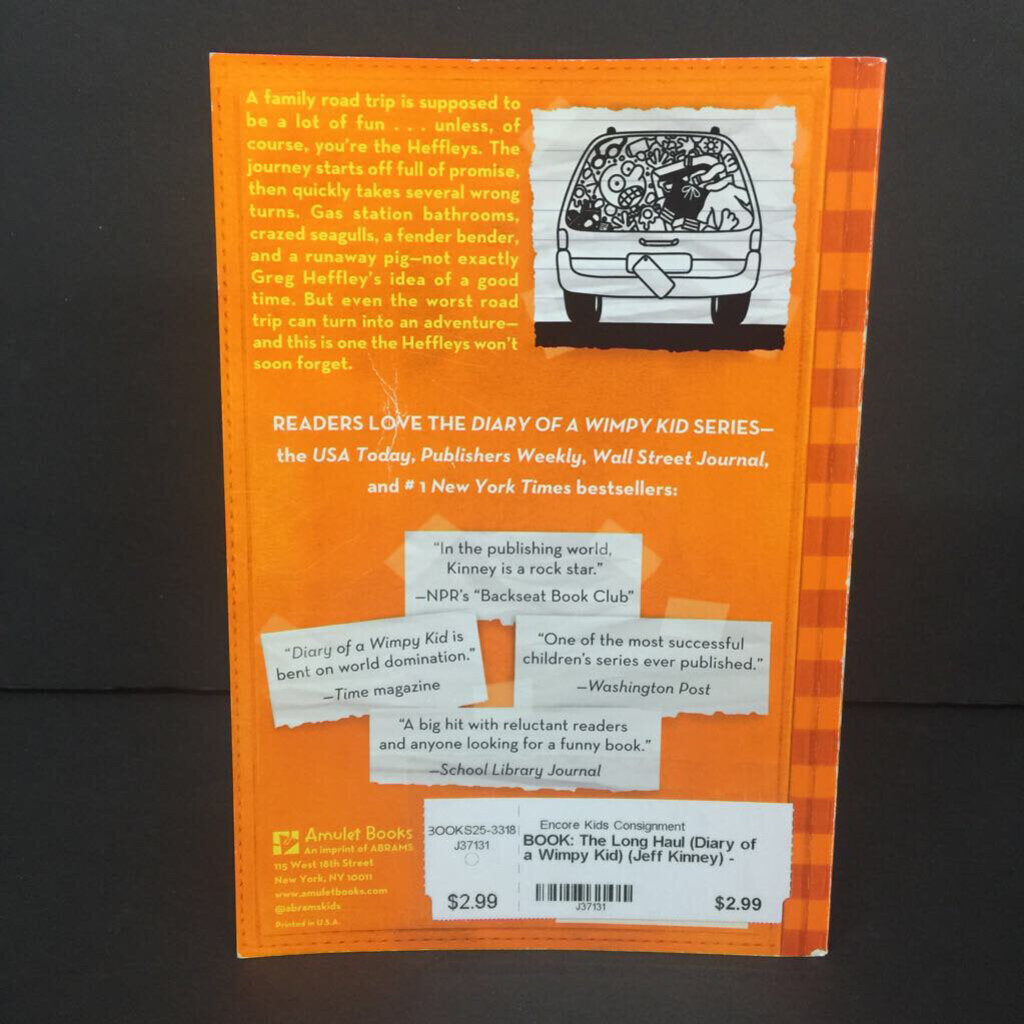 A family road trip is supposed to
be a lot of fun . . . unless, of
course, you're the Heffleys. The
journey starts off full of promise,
then quickly takes several wrong
turns. Gas station bathrooms,
crazed seagulls, a fender bender,
and a runaway pig—not exactly
Greg Heffley's idea of a good
time. But even the worst road
trip can turn into an adventure—
and this is one the Heffleys won't
soon forget.
READERS LOVE THE DIARY OF A WIMPY KID SERIES—
the USA Today, Publishers Weekly, Wall Street Journal,
and #1 New York Times bestsellers:
"In the publishing world,
Kinney is a rock star."
—NPR's "Backseat Book Club"
"Diary of a Wimpy Kid is
bent on world domination."
—Time magazine
"One of the most successful
children's series ever published."
—Washington Post
"A big hit with reluctant readers
and anyone looking for a funny book."
—School Library Journal
Amulet Books
An imprint of ABRAMS
115 West 18th Street
New York, NY 10011
www.amuletbooks.com
@abramskids
Printed in U.S.A.
BOOKS25-3318
J37131
$2.99
Encore Kids Consignment
BOOK: The Long Haul (Diary of
a Wimpy Kid) (Jeff Kinney) -
J37131
$2.99